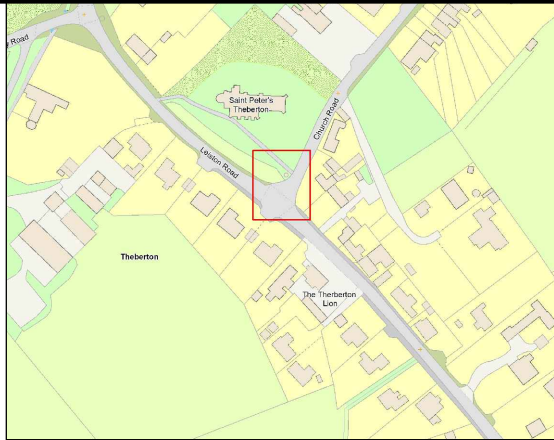 Road
Saint Peter's
Theberton
Church Road
Leiston Road
Theberton
The Therberton
Lion